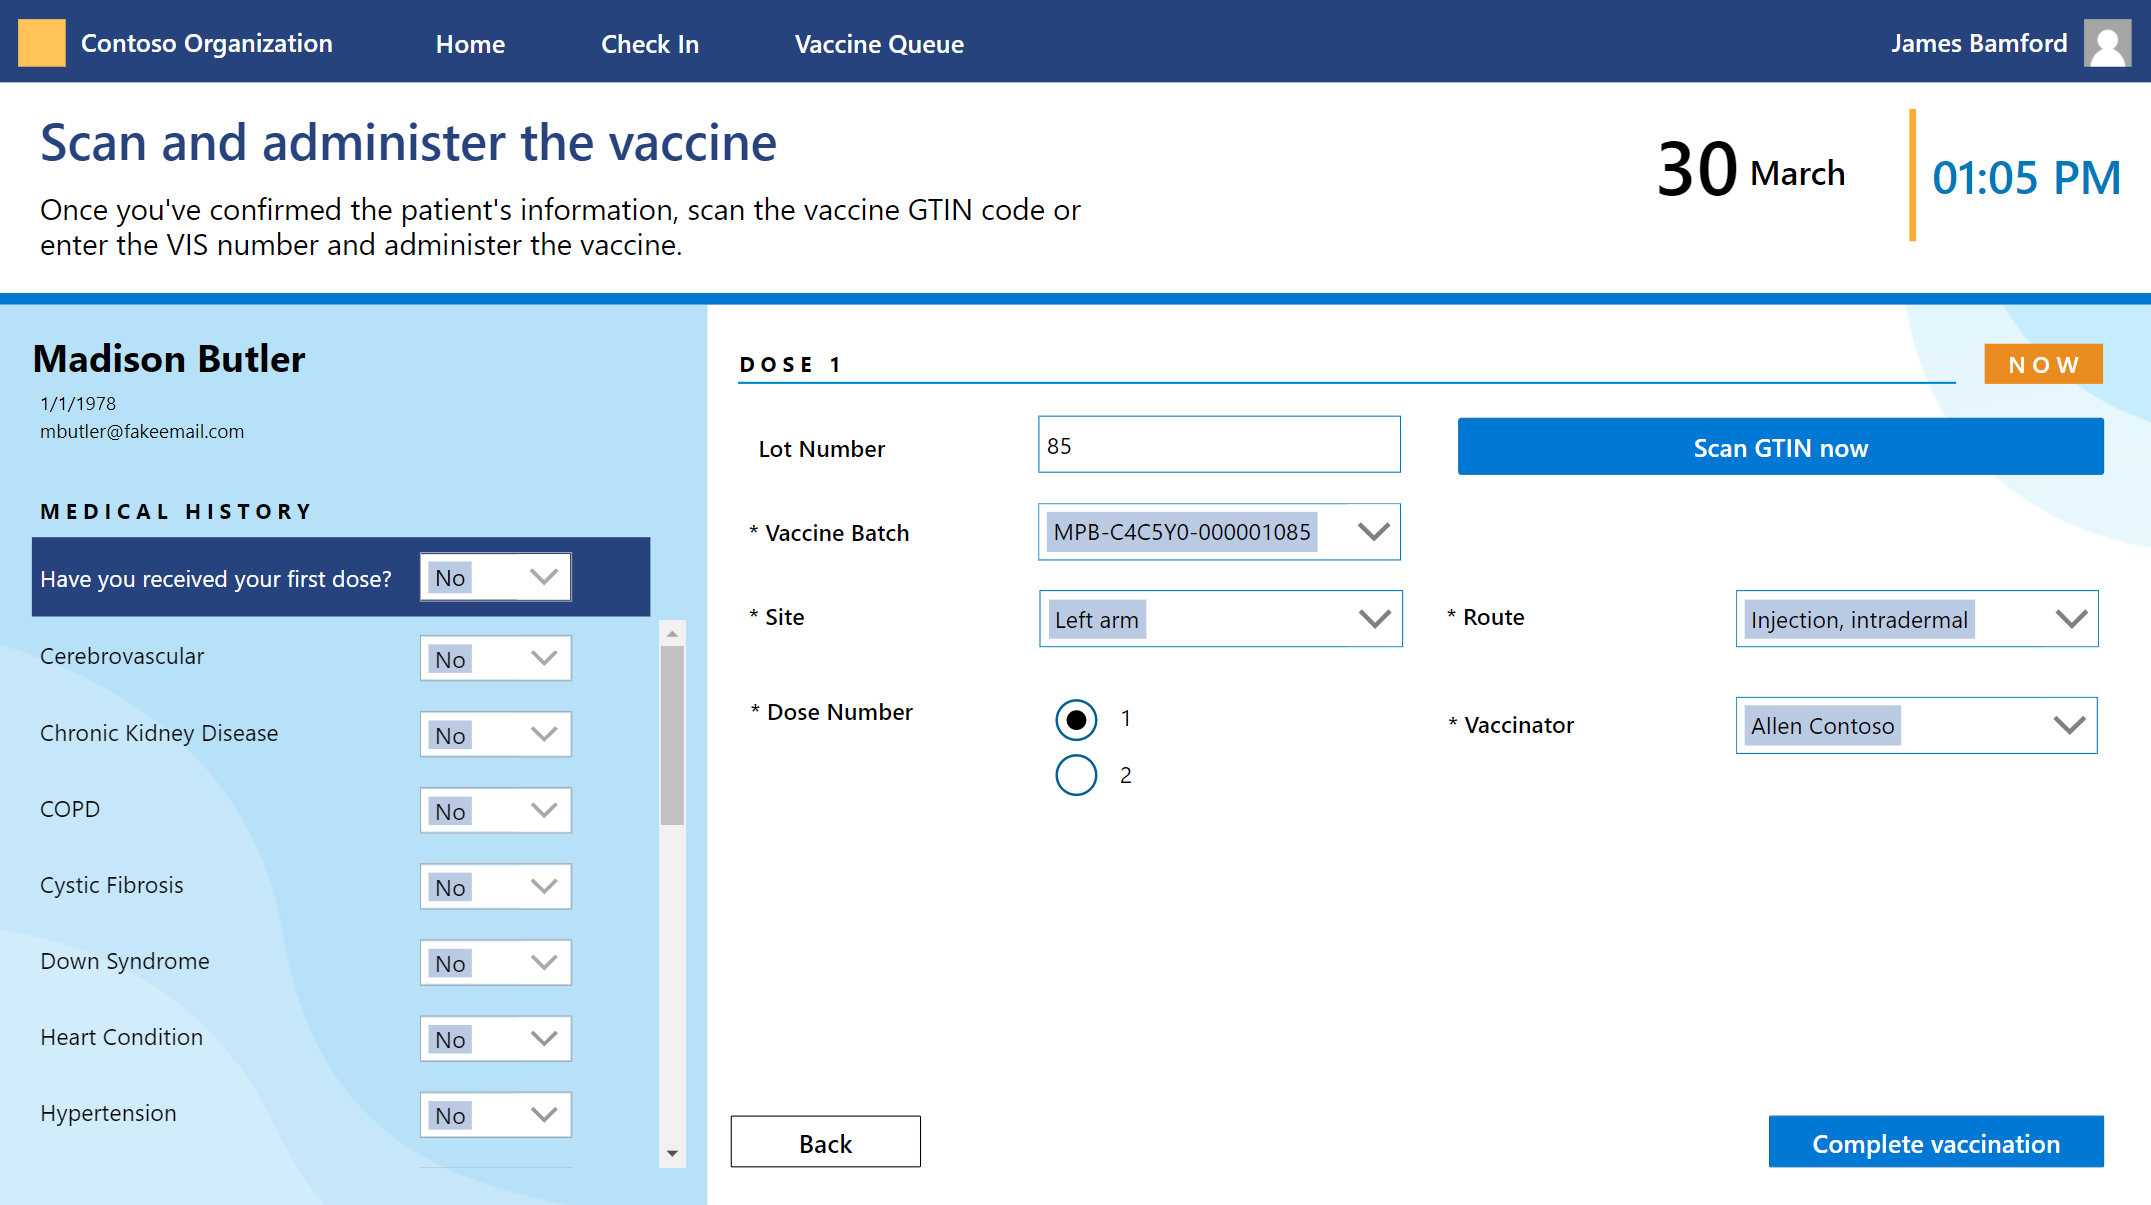 Contoso Organization
Home
Check In
Vaccine Queue
James Bamford
Scan and administer the vaccine
Once you've confirmed the patient's information, scan the vaccine GTIN code or
enter the VIS number and administer the vaccine.
30 March
01:05 PM
Madison Butler
1/1/1978
mbutler@fakeemail.com
MEDICAL HISTORY
Have you received your first dose? No
Cerebrovascular No
Chronic Kidney Disease No
COPD No
Cystic Fibrosis No
Down Syndrome No
Heart Condition No
Hypertension No
DOSE 1
NOW
Lot Number 85
Scan GTIN now
* Vaccine Batch MPB-C4C5Y0-000001085
* Site Left arm
* Route Injection, intradermal
* Dose Number 1
2
* Vaccinator Allen Contoso
Back
Complete vaccination